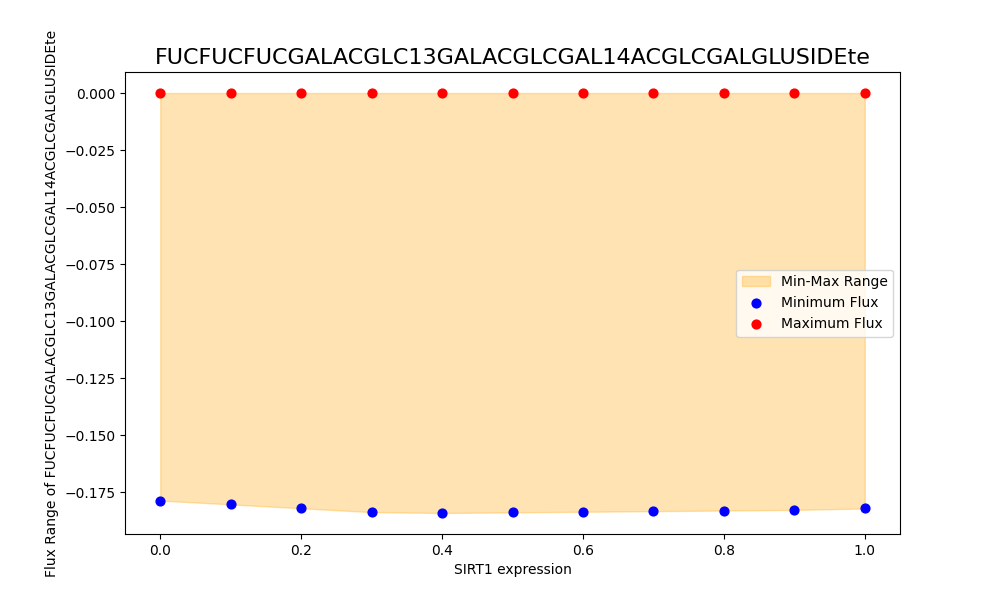 FUCFUCFUCGALACGLC13GALACGLCGAL14ACGLCGALGLUSIDEte
Flux Range of FUCFUCFUCGALACGLC13GALACGLCGAL14ACGLCGALGLUSIDEte
0.000
−0.025
−0.050
−0.075
−0.100
−0.125
−0.150
−0.175
Min-Max Range
Minimum Flux
Maximum Flux
0.0 0.2 0.4 0.6 0.8 1.0
SIRT1 expression